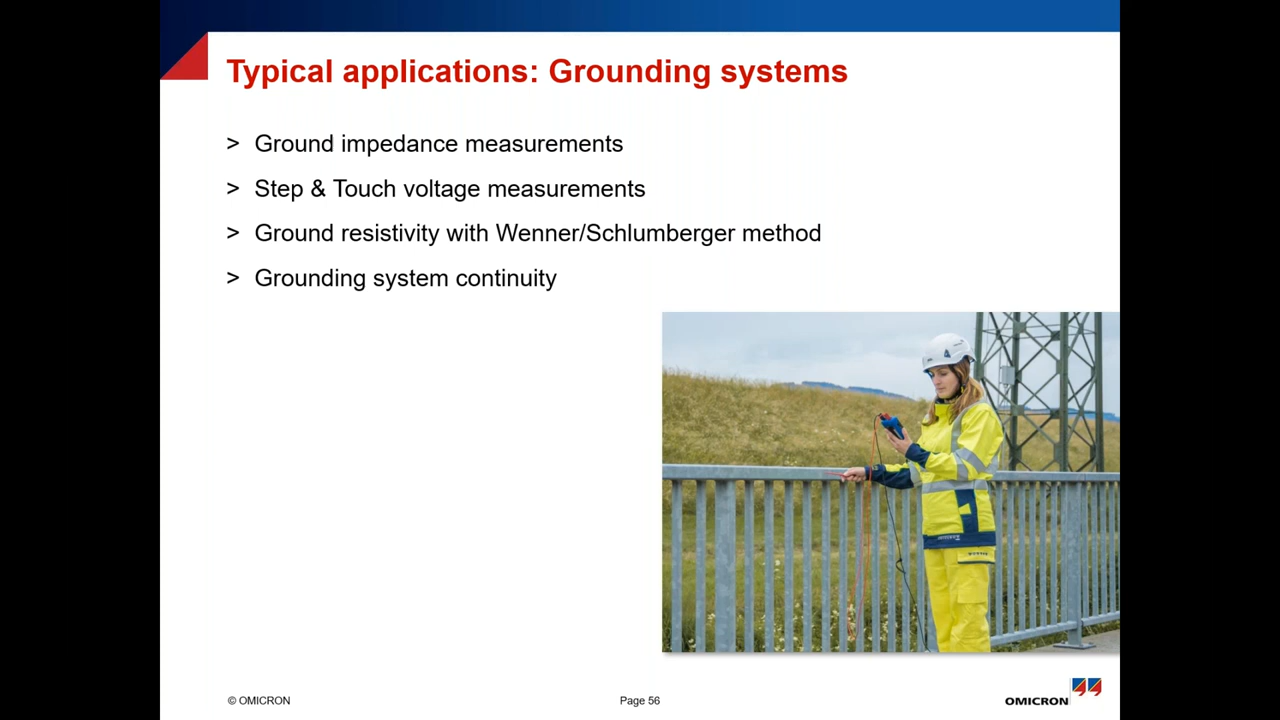 Typical applications: Grounding systems
> Ground impedance measurements
> Step & Touch voltage measurements
> Ground resistivity with Wenner/Schlumberger method
> Grounding system continuity
4
© OMICRON
Page 56
OMICRON